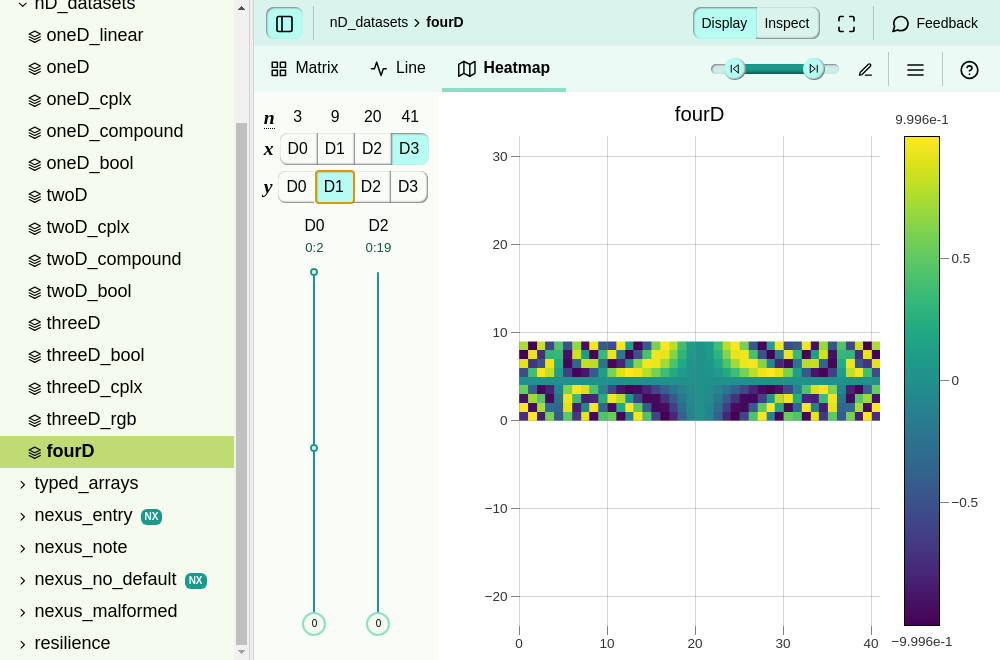 nD_datasets
oneD_linear
oneD
oneD_cplx
oneD_compound
oneD_bool
twoD
twoD_cplx
twoD_compound
twoD_bool
threeD
threeD_bool
threeD_cplx
threeD_rgb
fourD
typed_arrays
nexus_entry NX
nexus_note
nexus_no_default NX
nexus_malformed
resilience
nD_datasets > fourD
Display Inspect Feedback
Matrix Line Heatmap
n 3 9 20 41
x D0 D1 D2 D3
y D0 D1 D2 D3
D0 D2
0:2 0:19
0 0
fourD
30
20
10
0
−10
−20
0 10 20 30 40
9.996e-1
0.5
0
−0.5
−9.996e-1